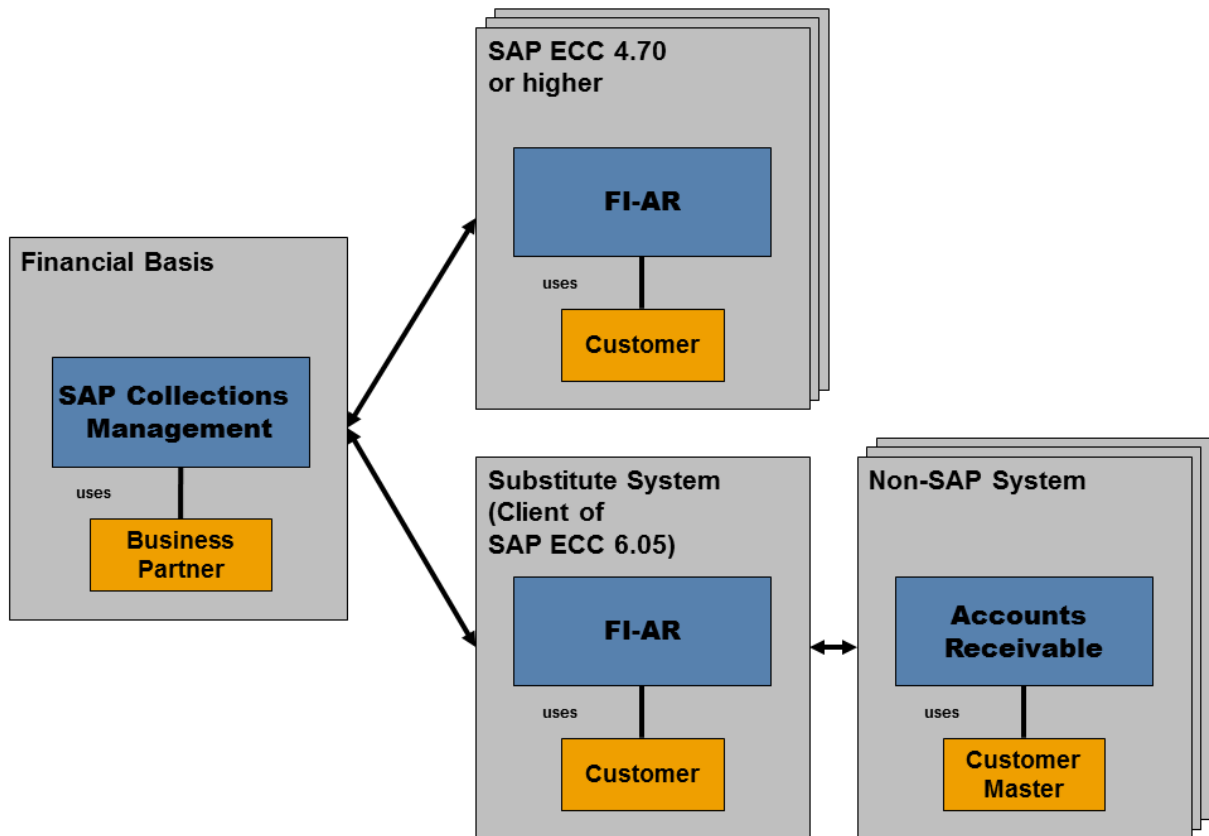 SAP ECC 4.70
or higher
FI-AR
uses
Customer
Financial Basis
SAP Collections
Management
uses
Business
Partner
Substitute System
(Client of
SAP ECC 6.05)
FI-AR
uses
Customer
Non-SAP System
Accounts
Receivable
uses
Customer
Master